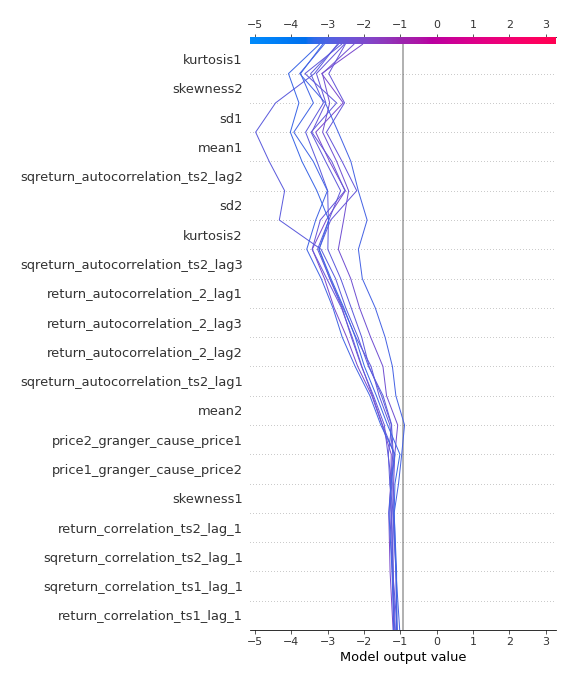 −5 −4 −3 −2 −1 0 1 2 3
kurtosis1
skewness2
sd1
mean1
sqreturn_autocorrelation_ts2_lag2
sd2
kurtosis2
sqreturn_autocorrelation_ts2_lag3
return_autocorrelation_2_lag1
return_autocorrelation_2_lag3
return_autocorrelation_2_lag2
sqreturn_autocorrelation_ts2_lag1
mean2
price2_granger_cause_price1
price1_granger_cause_price2
skewness1
return_correlation_ts2_lag_1
sqreturn_correlation_ts2_lag_1
sqreturn_correlation_ts1_lag_1
return_correlation_ts1_lag_1
−5 −4 −3 −2 −1 0 1 2 3
Model output value